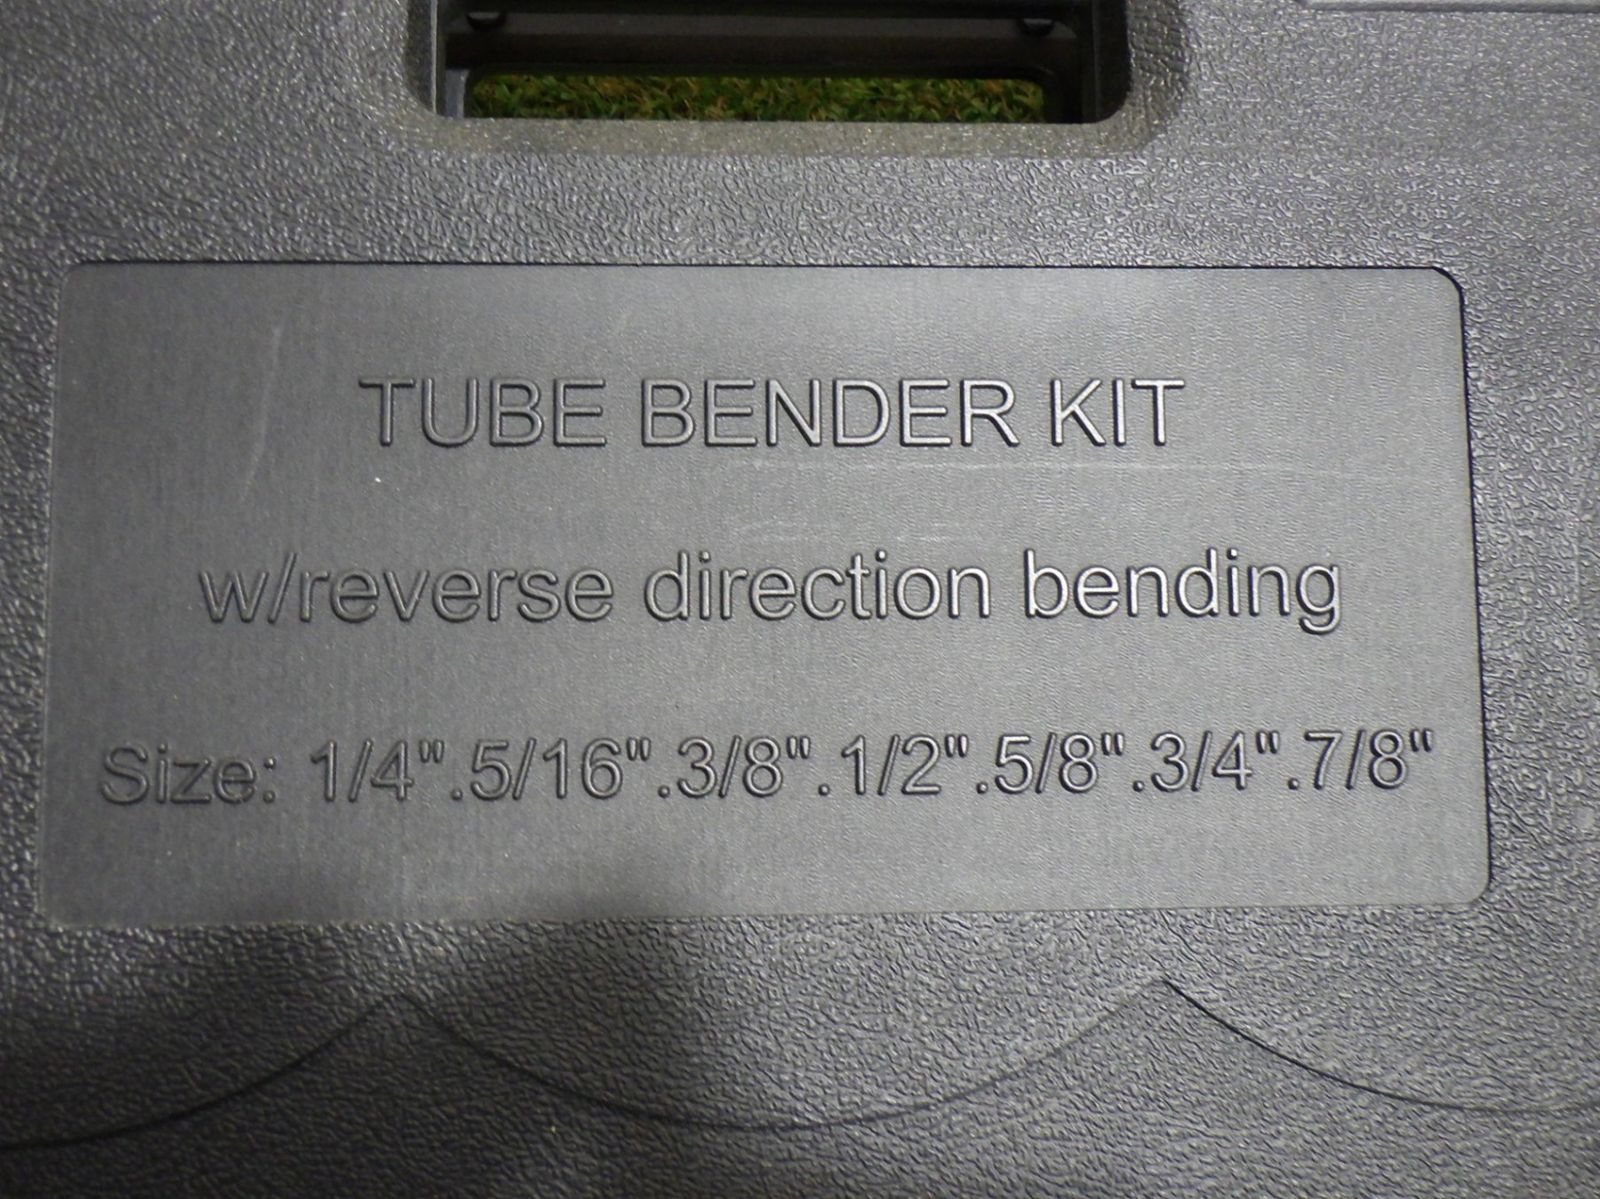 TUBE BENDER KIT
w/reverse direction bending
Size: 1/4".5/16".3/8".1/2".5/8".3/4".7/8"